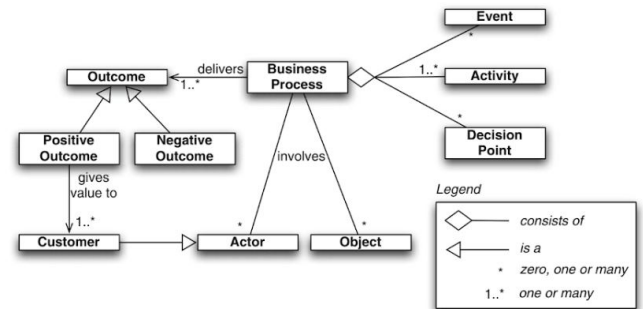 Event
*
delivers
Business
Process
Outcome
1..*
1..*
Activity
*
Decision
Point
Positive
Outcome
Negative
Outcome
involves
gives
value to
1..*
*
*
Customer
Actor
Object
Legend
consists of
is a
* zero, one or many
1..* one or many